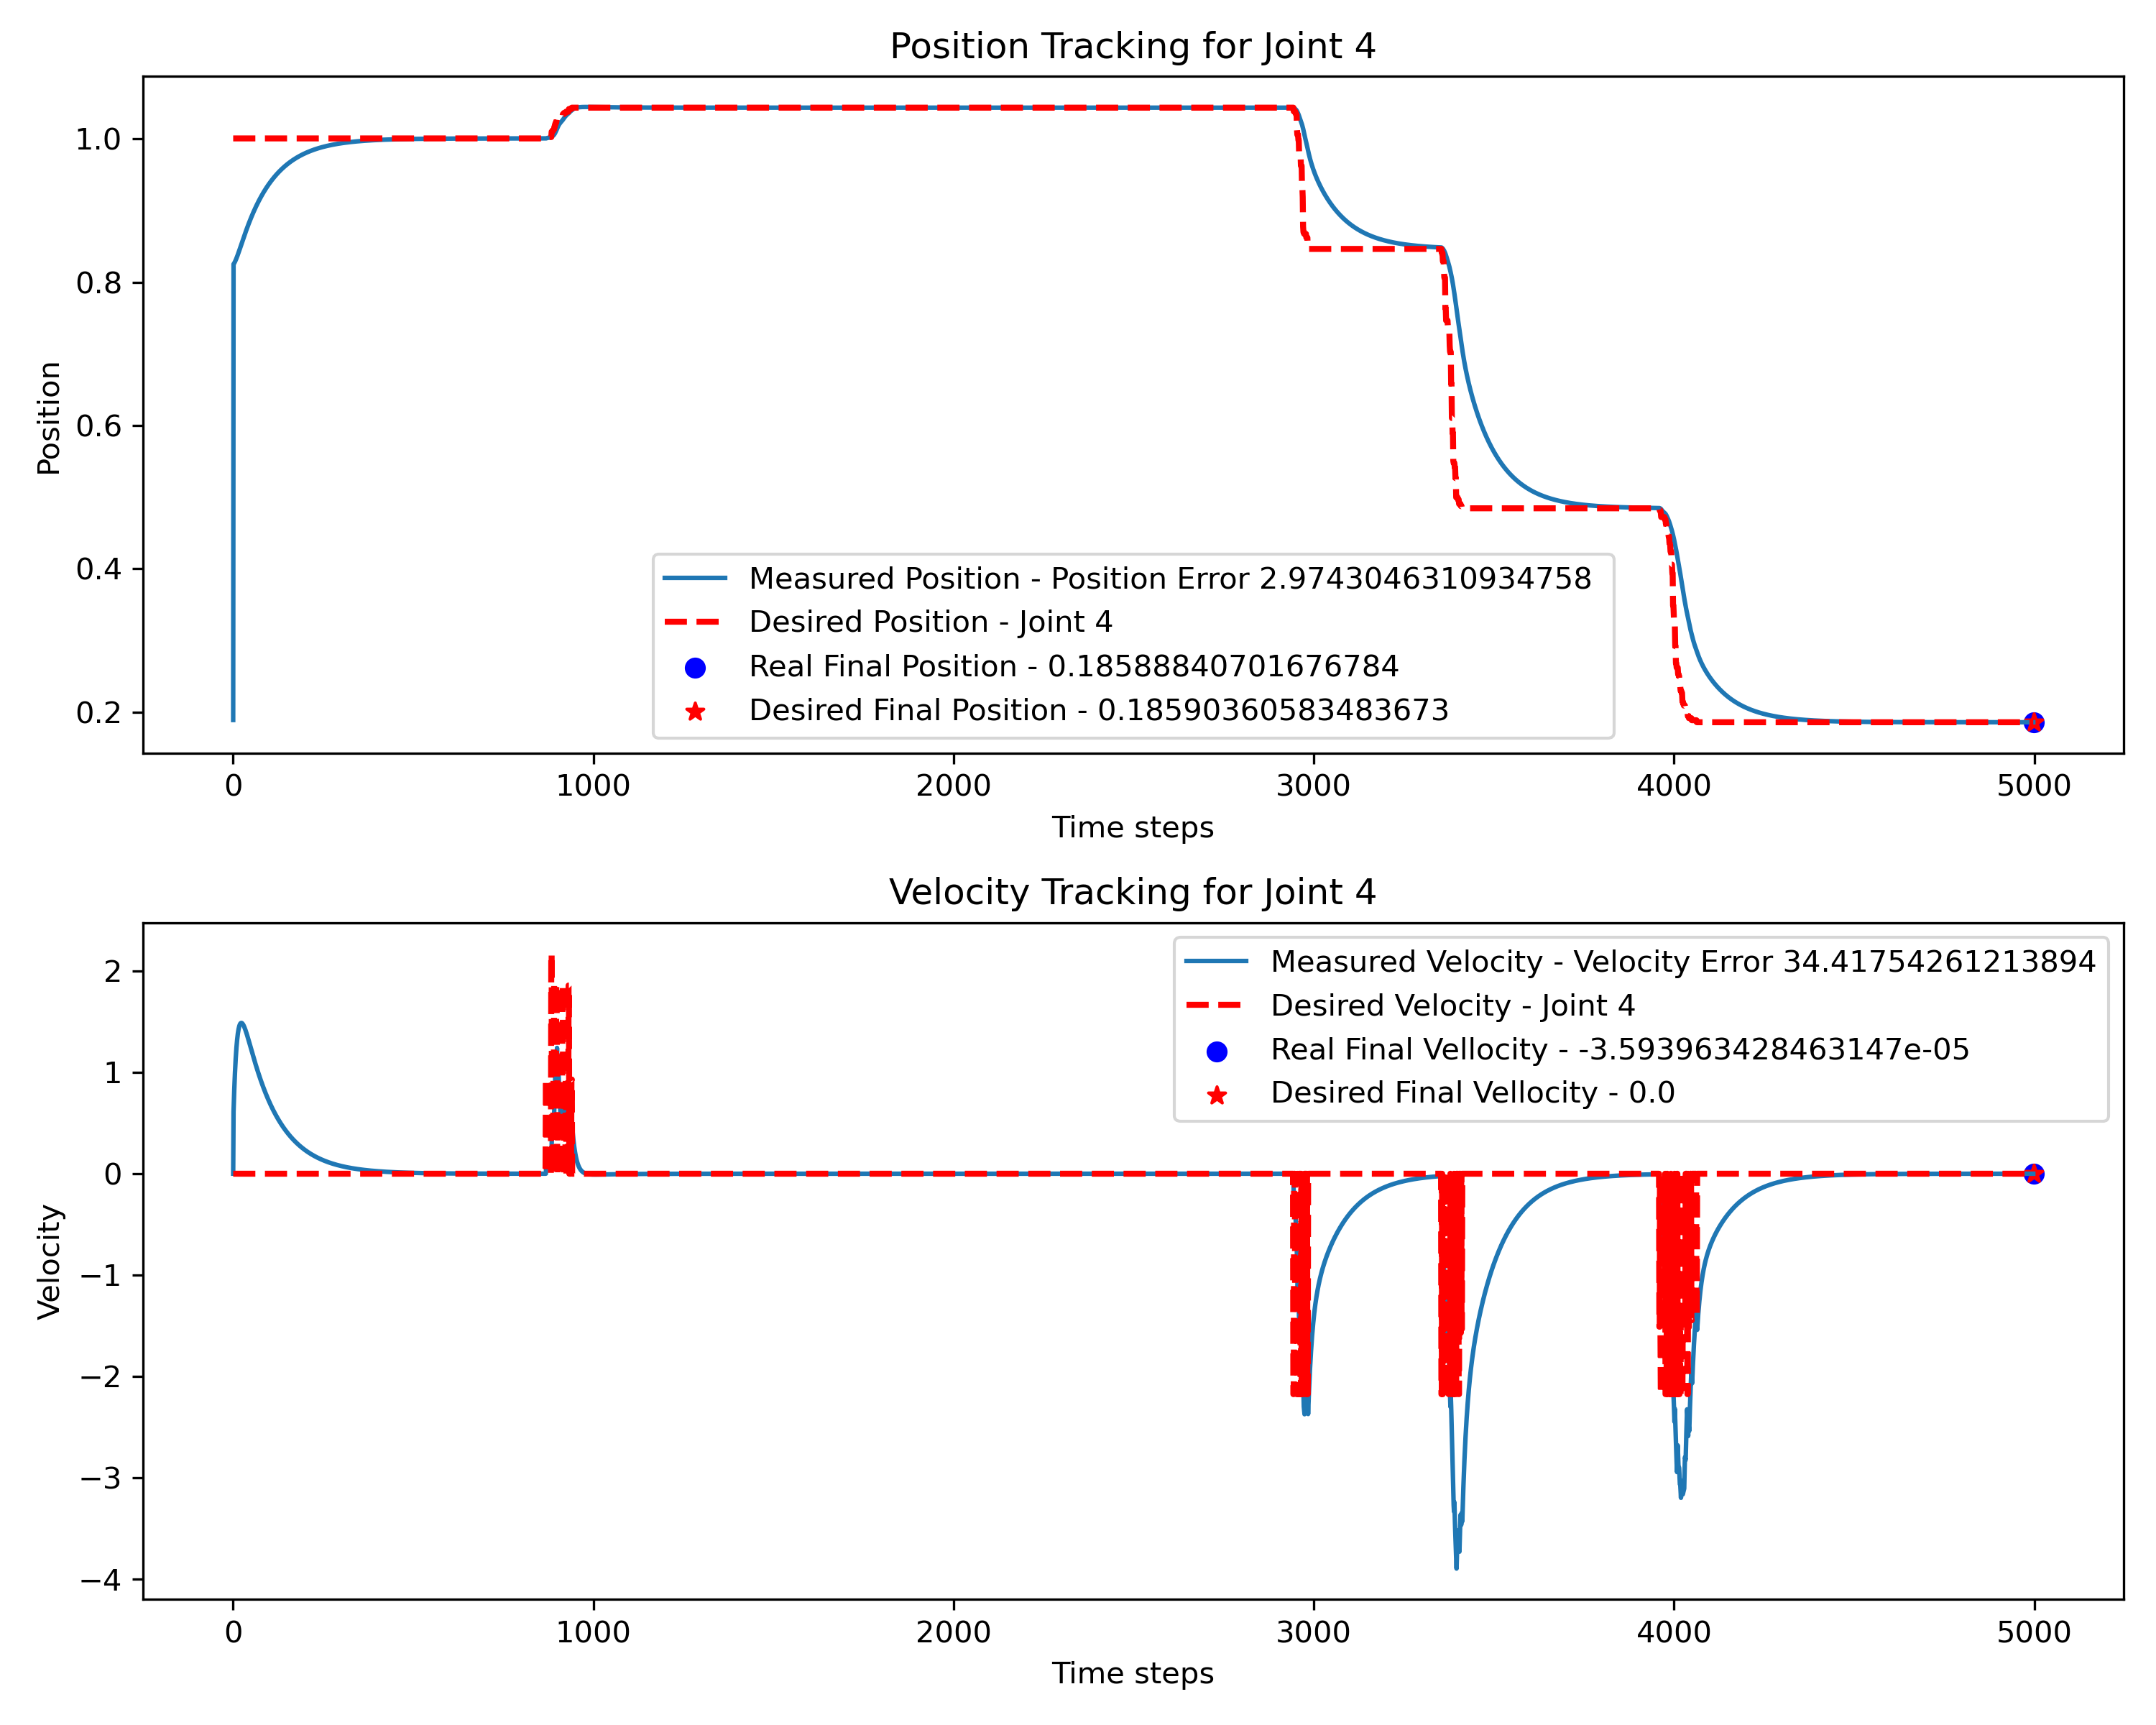 Position Tracking for Joint 4
1.0
0.8
0.6
0.4
0.2
Position
Measured Position - Position Error 2.9743046310934758
Desired Position - Joint 4
Real Final Position - 0.18588840701676784
Desired Final Position - 0.18590360583483673
0 1000 2000 3000 4000 5000
Time steps
Velocity Tracking for Joint 4
2
1
0
−1
−2
−3
−4
Velocity
Measured Velocity - Velocity Error 34.41754261213894
Desired Velocity - Joint 4
Real Final Vellocity - -3.593963428463147e-05
Desired Final Vellocity - 0.0
0 1000 2000 3000 4000 5000
Time steps